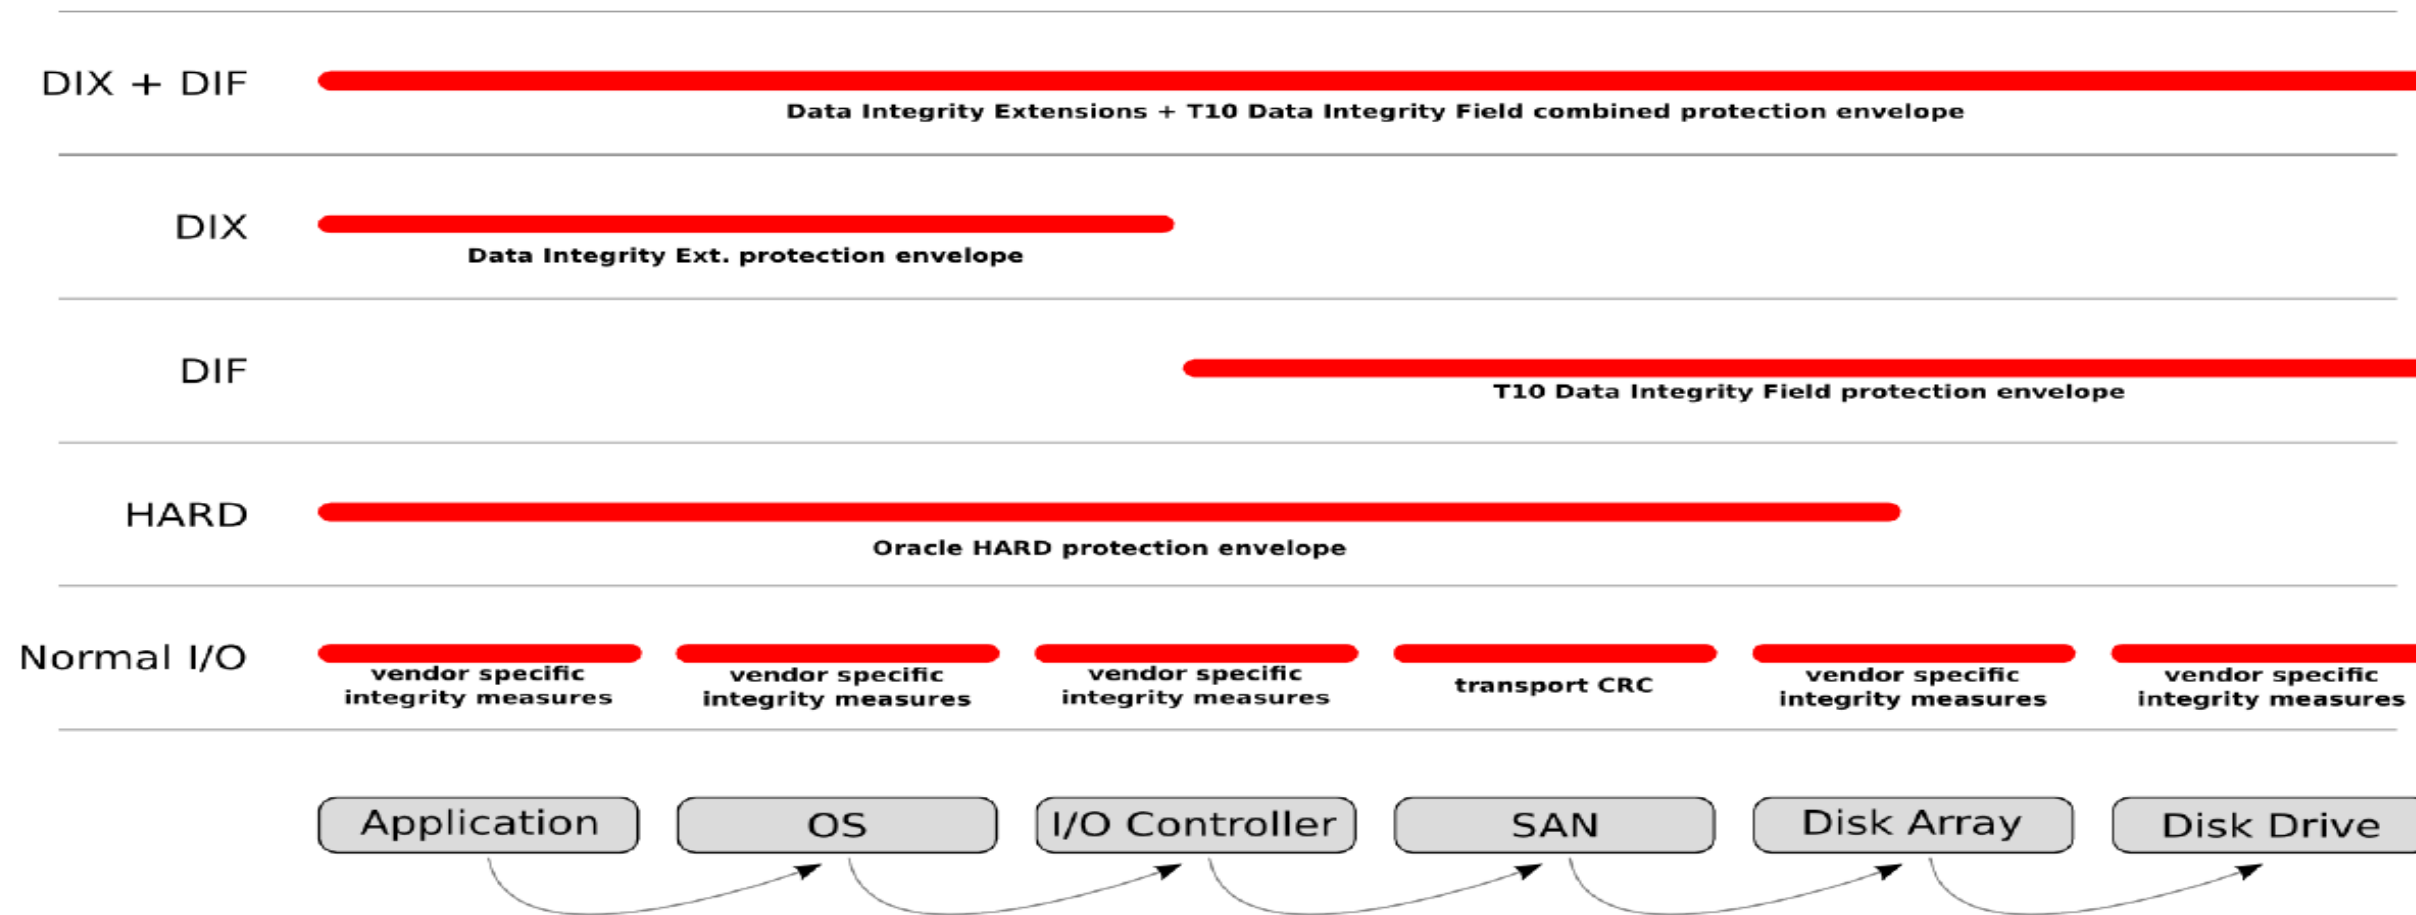 DIX + DIF
Data Integrity Extensions + T10 Data Integrity Field combined protection envelope
DIX
Data Integrity Ext. protection envelope
DIF
T10 Data Integrity Field protection envelope
HARD
Oracle HARD protection envelope
Normal I/O
vendor specific
integrity measures
vendor specific
integrity measures
vendor specific
integrity measures
transport CRC
vendor specific
integrity measures
vendor specific
integrity measures
Application
OS
I/O Controller
SAN
Disk Array
Disk Drive